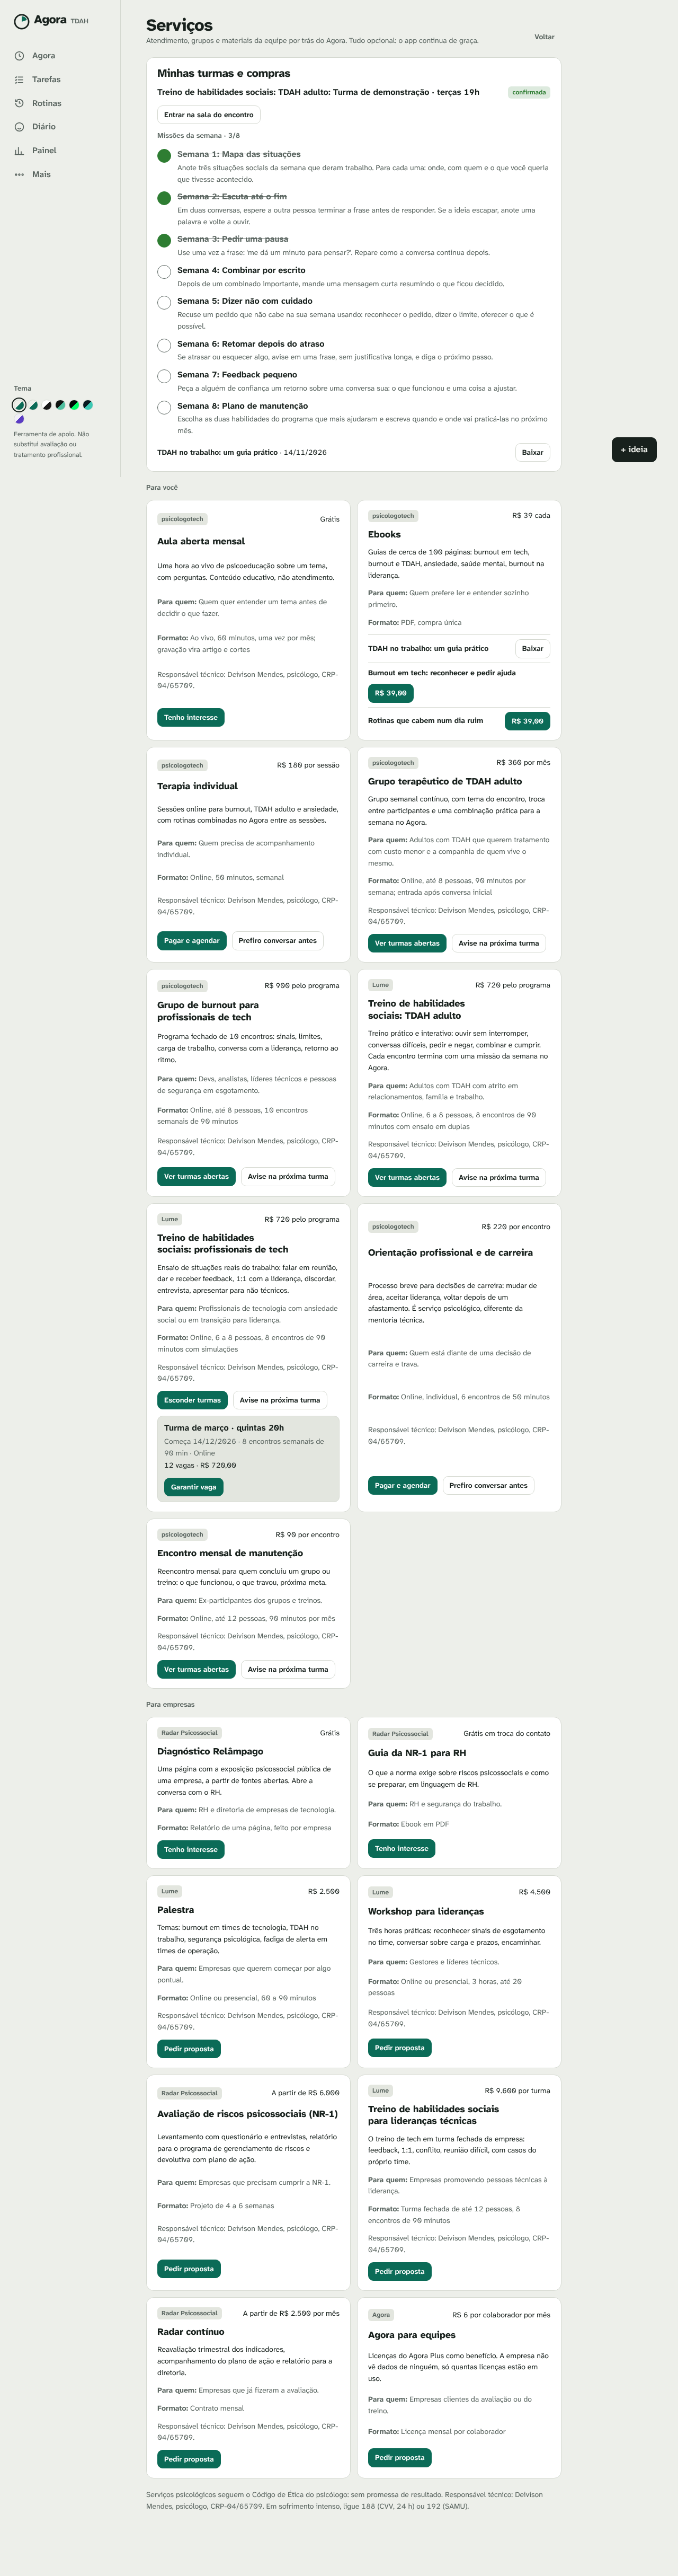 Agora TDAH
Agora
Tarefas
Rotinas
Diário
Painel
Mais
Tema
Ferramenta de apoio. Não
substitui avaliação ou
tratamento profissional.
Serviços
Atendimento, grupos e materiais da equipe por trás do Agora. Tudo opcional: o app continua de graça.
Voltar
Minhas turmas e compras
Treino de habilidades sociais: TDAH adulto: Turma de demonstração · terças 19h
confirmada
Entrar na sala do encontro
Missões da semana · 3/8
Semana 1: Mapa das situações
Anote três situações sociais da semana que deram trabalho. Para cada uma: onde, com quem e o que você queria
que tivesse acontecido.
Semana 2: Escuta até o fim
Em duas conversas, espere a outra pessoa terminar a frase antes de responder. Se a ideia escapar, anote uma
palavra e volte a ouvir.
Semana 3: Pedir uma pausa
Use uma vez a frase: 'me dá um minuto para pensar?'. Repare como a conversa continua depois.
Semana 4: Combinar por escrito
Depois de um combinado importante, mande uma mensagem curta resumindo o que ficou decidido.
Semana 5: Dizer não com cuidado
Recuse um pedido que não cabe na sua semana usando: reconhecer o pedido, dizer o limite, oferecer o que é
possível.
Semana 6: Retomar depois do atraso
Se atrasar ou esquecer algo, avise em uma frase, sem justificativa longa, e diga o próximo passo.
Semana 7: Feedback pequeno
Peça a alguém de confiança um retorno sobre uma conversa sua: o que funcionou e uma coisa a ajustar.
Semana 8: Plano de manutenção
Escolha as duas habilidades do programa que mais ajudaram e escreva quando e onde vai praticá-las no próximo
mês.
TDAH no trabalho: um guia prático · 14/11/2026
Baixar
+ ideia
Para você
psicologotech
Grátis
Aula aberta mensal
Uma hora ao vivo de psicoeducação sobre um tema,
com perguntas. Conteúdo educativo, não atendimento.
Para quem: Quem quer entender um tema antes de
decidir o que fazer.
Formato: Ao vivo, 60 minutos, uma vez por mês;
gravação vira artigo e cortes
Responsável técnico: Deivison Mendes, psicólogo, CRP-
04/65709.
Tenho interesse
psicologotech
R$ 39 cada
Ebooks
Guias de cerca de 100 páginas: burnout em tech,
burnout e TDAH, ansiedade, saúde mental, burnout na
liderança.
Para quem: Quem prefere ler e entender sozinho
primeiro.
Formato: PDF, compra única
TDAH no trabalho: um guia prático
Baixar
Burnout em tech: reconhecer e pedir ajuda
R$ 39,00
Rotinas que cabem num dia ruim
R$ 39,00
psicologotech
R$ 180 por sessão
Terapia individual
Sessões online para burnout, TDAH adulto e ansiedade,
com rotinas combinadas no Agora entre as sessões.
Para quem: Quem precisa de acompanhamento
individual.
Formato: Online, 50 minutos, semanal
Responsável técnico: Deivison Mendes, psicólogo, CRP-
04/65709.
Pagar e agendar
Prefiro conversar antes
psicologotech
R$ 360 por mês
Grupo terapêutico de TDAH adulto
Grupo semanal contínuo, com tema do encontro, troca
entre participantes e uma combinação prática para a
semana no Agora.
Para quem: Adultos com TDAH que querem tratamento
com custo menor e a companhia de quem vive o
mesmo.
Formato: Online, até 8 pessoas, 90 minutos por
semana; entrada após conversa inicial
Responsável técnico: Deivison Mendes, psicólogo, CRP-
04/65709.
Ver turmas abertas
Avise na próxima turma
psicologotech
R$ 900 pelo programa
Grupo de burnout para
profissionais de tech
Programa fechado de 10 encontros: sinais, limites,
carga de trabalho, conversa com a liderança, retorno ao
ritmo.
Para quem: Devs, analistas, líderes técnicos e pessoas
de segurança em esgotamento.
Formato: Online, até 8 pessoas, 10 encontros
semanais de 90 minutos
Responsável técnico: Deivison Mendes, psicólogo, CRP-
04/65709.
Ver turmas abertas
Avise na próxima turma
Lume
R$ 720 pelo programa
Treino de habilidades
sociais: TDAH adulto
Treino prático e interativo: ouvir sem interromper,
conversas difíceis, pedir e negar, combinar e cumprir.
Cada encontro termina com uma missão da semana no
Agora.
Para quem: Adultos com TDAH com atrito em
relacionamentos, família e trabalho.
Formato: Online, 6 a 8 pessoas, 8 encontros de 90
minutos com ensaio em duplas
Responsável técnico: Deivison Mendes, psicólogo, CRP-
04/65709.
Ver turmas abertas
Avise na próxima turma
Lume
R$ 720 pelo programa
Treino de habilidades
sociais: profissionais de tech
Ensaio de situações reais do trabalho: falar em reunião,
dar e receber feedback, 1:1 com a liderança, discordar,
entrevista, apresentar para não técnicos.
Para quem: Profissionais de tecnologia com ansiedade
social ou em transição para liderança.
Formato: Online, 6 a 8 pessoas, 8 encontros de 90
minutos com simulações
Responsável técnico: Deivison Mendes, psicólogo, CRP-
04/65709.
Esconder turmas
Avise na próxima turma
Turma de março · quintas 20h
Começa 14/12/2026 · 8 encontros semanais de
90 min · Online
12 vagas · R$ 720,00
Garantir vaga
psicologotech
R$ 220 por encontro
Orientação profissional e de carreira
Processo breve para decisões de carreira: mudar de
área, aceitar liderança, voltar depois de um
afastamento. É serviço psicológico, diferente da
mentoria técnica.
Para quem: Quem está diante de uma decisão de
carreira e trava.
Formato: Online, individual, 6 encontros de 50 minutos
Responsável técnico: Deivison Mendes, psicólogo, CRP-
04/65709.
Pagar e agendar
Prefiro conversar antes
psicologotech
R$ 90 por encontro
Encontro mensal de manutenção
Reencontro mensal para quem concluiu um grupo ou
treino: o que funcionou, o que travou, próxima meta.
Para quem: Ex-participantes dos grupos e treinos.
Formato: Online, até 12 pessoas, 90 minutos por mês
Responsável técnico: Deivison Mendes, psicólogo, CRP-
04/65709.
Ver turmas abertas
Avise na próxima turma
Para empresas
Radar Psicossocial
Grátis
Diagnóstico Relâmpago
Uma página com a exposição psicossocial pública de
uma empresa, a partir de fontes abertas. Abre a
conversa com o RH.
Para quem: RH e diretoria de empresas de tecnologia.
Formato: Relatório de uma página, feito por empresa
Tenho interesse
Radar Psicossocial
Grátis em troca do contato
Guia da NR-1 para RH
O que a norma exige sobre riscos psicossociais e como
se preparar, em linguagem de RH.
Para quem: RH e segurança do trabalho.
Formato: Ebook em PDF
Tenho interesse
Lume
R$ 2.500
Palestra
Temas: burnout em times de tecnologia, TDAH no
trabalho, segurança psicológica, fadiga de alerta em
times de operação.
Para quem: Empresas que querem começar por algo
pontual.
Formato: Online ou presencial, 60 a 90 minutos
Responsável técnico: Deivison Mendes, psicólogo, CRP-
04/65709.
Pedir proposta
Lume
R$ 4.500
Workshop para lideranças
Três horas práticas: reconhecer sinais de esgotamento
no time, conversar sobre carga e prazos, encaminhar.
Para quem: Gestores e líderes técnicos.
Formato: Online ou presencial, 3 horas, até 20
pessoas
Responsável técnico: Deivison Mendes, psicólogo, CRP-
04/65709.
Pedir proposta
Radar Psicossocial
A partir de R$ 6.000
Avaliação de riscos psicossociais (NR-1)
Levantamento com questionário e entrevistas, relatório
para o programa de gerenciamento de riscos e
devolutiva com plano de ação.
Para quem: Empresas que precisam cumprir a NR-1.
Formato: Projeto de 4 a 6 semanas
Responsável técnico: Deivison Mendes, psicólogo, CRP-
04/65709.
Pedir proposta
Lume
R$ 9.600 por turma
Treino de habilidades sociais
para lideranças técnicas
O treino de tech em turma fechada da empresa:
feedback, 1:1, conflito, reunião difícil, com casos do
próprio time.
Para quem: Empresas promovendo pessoas técnicas à
liderança.
Formato: Turma fechada de até 12 pessoas, 8
encontros de 90 minutos
Responsável técnico: Deivison Mendes, psicólogo, CRP-
04/65709.
Pedir proposta
Radar Psicossocial
A partir de R$ 2.500 por mês
Radar contínuo
Reavaliação trimestral dos indicadores,
acompanhamento do plano de ação e relatório para a
diretoria.
Para quem: Empresas que já fizeram a avaliação.
Formato: Contrato mensal
Responsável técnico: Deivison Mendes, psicólogo, CRP-
04/65709.
Pedir proposta
Agora
R$ 6 por colaborador por mês
Agora para equipes
Licenças do Agora Plus como benefício. A empresa não
vê dados de ninguém, só quantas licenças estão em
uso.
Para quem: Empresas clientes da avaliação ou do
treino.
Formato: Licença mensal por colaborador
Pedir proposta
Serviços psicológicos seguem o Código de Ética do psicólogo: sem promessa de resultado. Responsável técnico: Deivison
Mendes, psicólogo, CRP-04/65709. Em sofrimento intenso, ligue 188 (CVV, 24 h) ou 192 (SAMU).